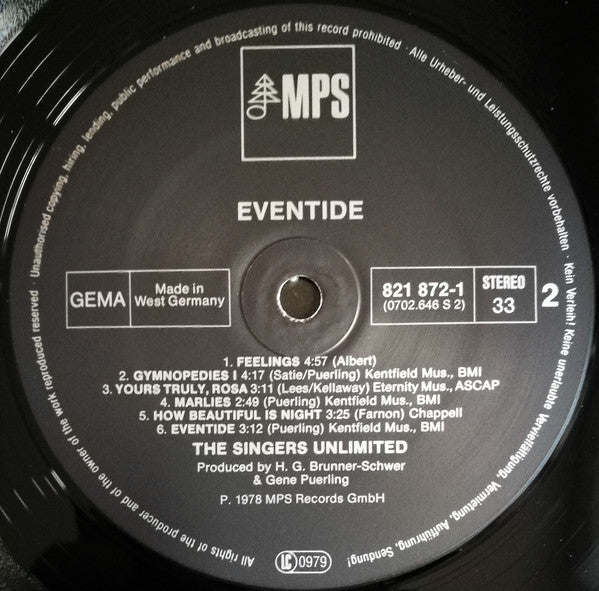 MPS
EVENTIDE
GEMA
Made in
West Germany
821 872-1
(0702.646 S 2)
STEREO
33
2
1. FEELINGS 4:57 (Albert)
2. GYMNOPEDIES I 4:17 (Satie/Puerling) Kentfield Mus., BMI
3. YOURS TRULY, ROSA 3:11 (Lees/Kellaway) Eternity Mus., ASCAP
4. MARLIES 2:49 (Puerling) Kentfield Mus., BMI
5. HOW BEAUTIFUL IS NIGHT 3:25 (Farnon) Chappell
6. EVENTIDE 3:12 (Puerling) Kentfield Mus., BMI
THE SINGERS UNLIMITED
Produced by H. G. Brunner-Schwer
& Gene Puerling
P. 1978 MPS Records GmbH
LC 0979
All rights of the producer and of the owner of the work reproduced reserved · Unauthorised copying, hiring, lending, public performance and broadcasting of this record prohibited · Alle Urheber- und Leistungsschutzrechte vorbehalten · Kein Verleih! Keine unerlaubte Vervielfältigung, Vermietung, Aufführung, Sendung!